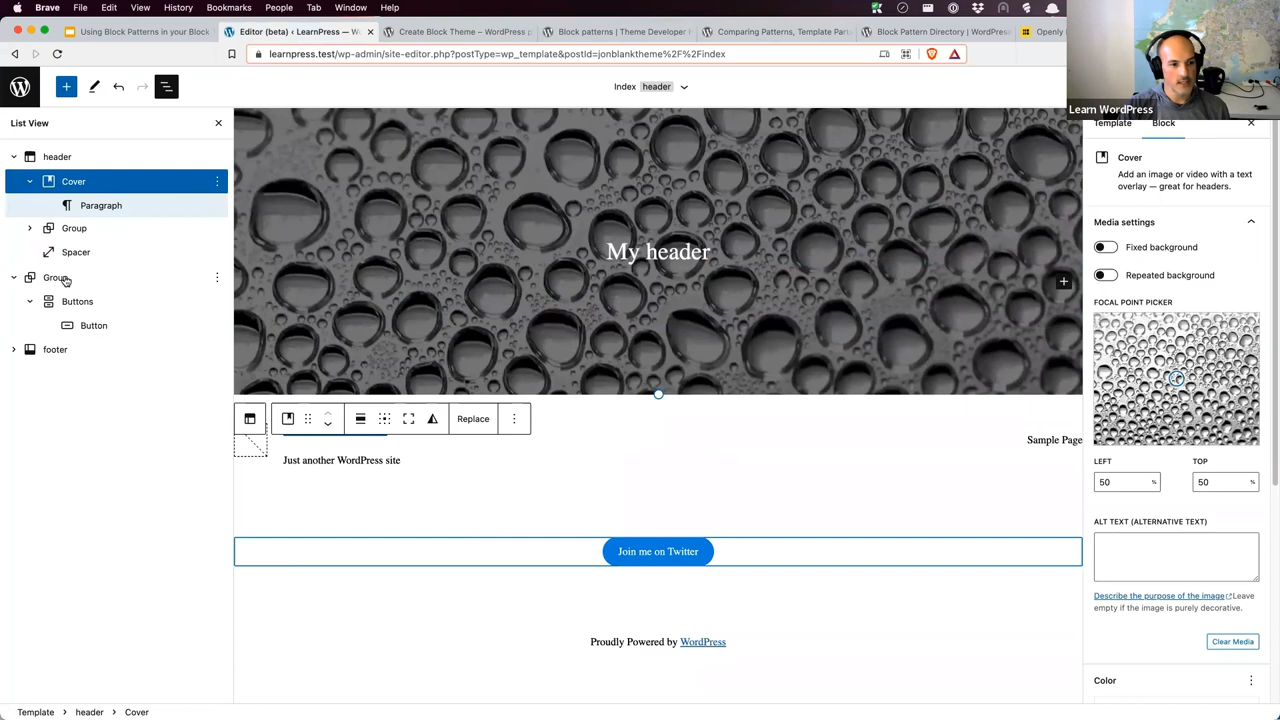 Brave File Edit View History Bookmarks People Tab Window Help
Using Block Patterns in your Block
Editor (beta) ‹ LearnPress — Wo
Create Block Theme – WordPress p
Block patterns | Theme Developer H
Comparing Patterns, Template Part
Block Pattern Directory | WordPress
Openly
learnpress.test/wp-admin/site-editor.php?postType=wp_template&postId=jonblanktheme%2F%2Findex
Index header
Learn WordPress
List View
header
Cover
Paragraph
Group
Spacer
Group
Buttons
Button
footer
My header
Replace
Just another WordPress site
Sample Page
Join me on Twitter
Proudly Powered by WordPress
Template Block
Cover
Add an image or video with a text
overlay — great for headers.
Media settings
Fixed background
Repeated background
FOCAL POINT PICKER
LEFT TOP
50 % 50 %
ALT TEXT (ALTERNATIVE TEXT)
Describe the purpose of the image Leave
empty if the image is purely decorative.
Clear Media
Color
Template > header > Cover